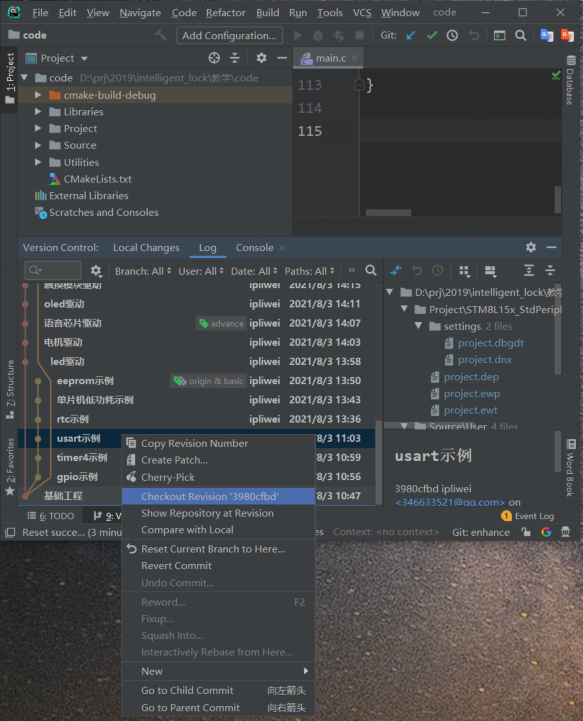 File Edit View Navigate Code Refactor Build Run Tools VCS Window code
code Add Configuration... Git:
1: Project
Project
main.c
code D:\prj\2019\intelligent_lock\教学\code
cmake-build-debug
Libraries
Project
Source
Utilities
CMakeLists.txt
External Libraries
Scratches and Consoles
113 }
114
115
Database
Version Control: Local Changes Log Console
Branch: All User: All Date: All Paths: All
触摸模块驱动 ipliwei 2021/8/3 14:15
oled驱动 ipliwei 2021/8/3 14:11
语音芯片驱动 advance ipliwei 2021/8/3 14:07
电机驱动 ipliwei 2021/8/3 14:03
led驱动 ipliwei 2021/8/3 13:58
eeprom示例 origin & basic ipliwei 2021/8/3 13:50
单片机低功耗示例 ipliwei 2021/8/3 13:43
rtc示例 ipliwei 2021/8/3 13:36
usart示例 8/3 11:03
timer4示例 8/3 10:59
gpio示例 8/3 10:56
基础工程 8/3 10:47
D:\prj\2019\intelligent_lock\教学
Project\STM8L15x_StdPeriph
settings 2 files
project.dbgdt
project.dnx
project.dep
project.ewp
project.ewt
Source\User
usart示例
3980cfbd ipliwei
<346633521@qq.com> on
Z: Structure
2: Favorites
Word Book
Copy Revision Number
Create Patch...
Cherry-Pick
Checkout Revision '3980cfbd'
Show Repository at Revision
Compare with Local
Reset Current Branch to Here...
Revert Commit
Undo Commit...
Reword... F2
Fixup...
Squash Into...
Interactively Rebase from Here...
New
Go to Child Commit 向左箭头
Go to Parent Commit 向右箭头
6: TODO 9: V
1 Event Log
Reset succe... (3 minu es Context: <no context> Git: enhance